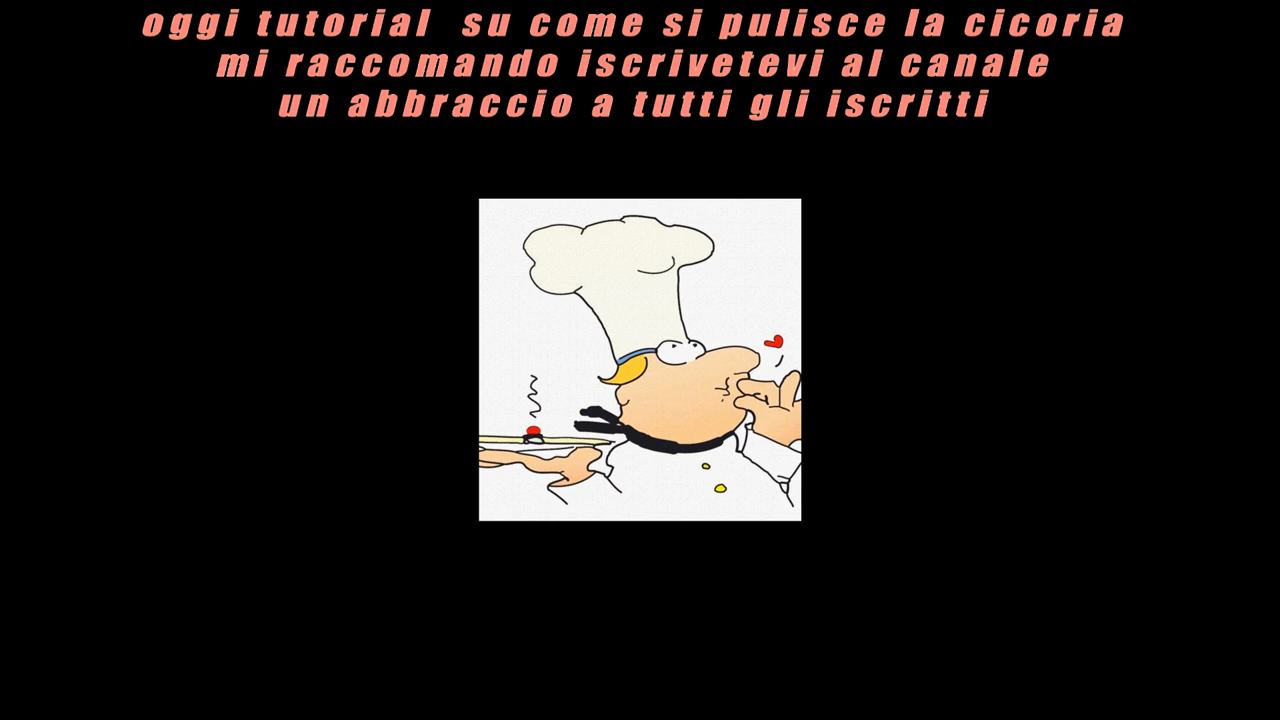 oggi tutorial su come si pulisce la cicoria
mi raccomando iscrivetevi al canale
un abbraccio a tutti gli iscritti